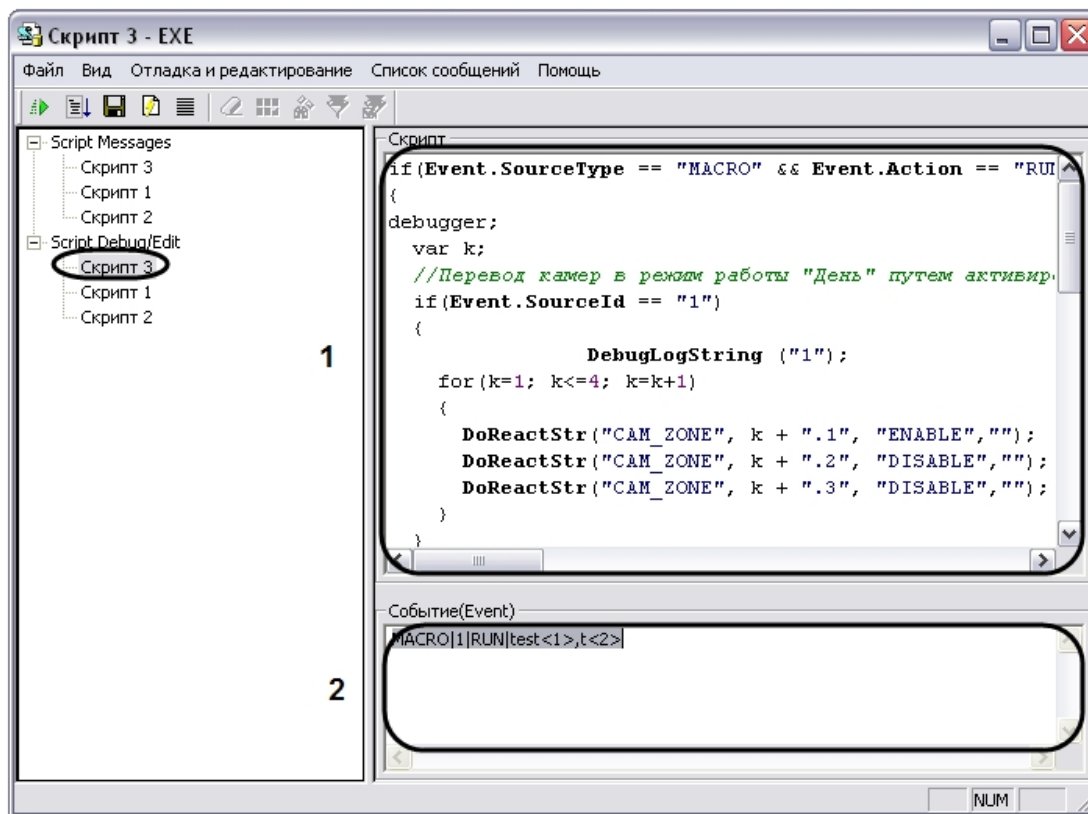 Скрипт 3 - EXE
Файл Вид Отладка и редактирование Список сообщений Помощь
Script Messages
Скрипт 3
Скрипт 1
Скрипт 2
Script Debug/Edit
Скрипт 3
Скрипт 1
Скрипт 2
1
2
Скрипт
if(Event.SourceType == "MACRO" && Event.Action == "RUI
{
debugger;
var k;
//Перевод камер в режим работы "День" путем активир
if(Event.SourceId == "1")
{
DebugLogString ("1");
for(k=1; k<=4; k=k+1)
{
DoReactStr("CAM_ZONE", k + ".1", "ENABLE","");
DoReactStr("CAM_ZONE", k + ".2", "DISABLE","");
DoReactStr("CAM_ZONE", k + ".3", "DISABLE","");
}
}
Событие(Event)
MACRO|1|RUN|test<1>,t<2>
NUM